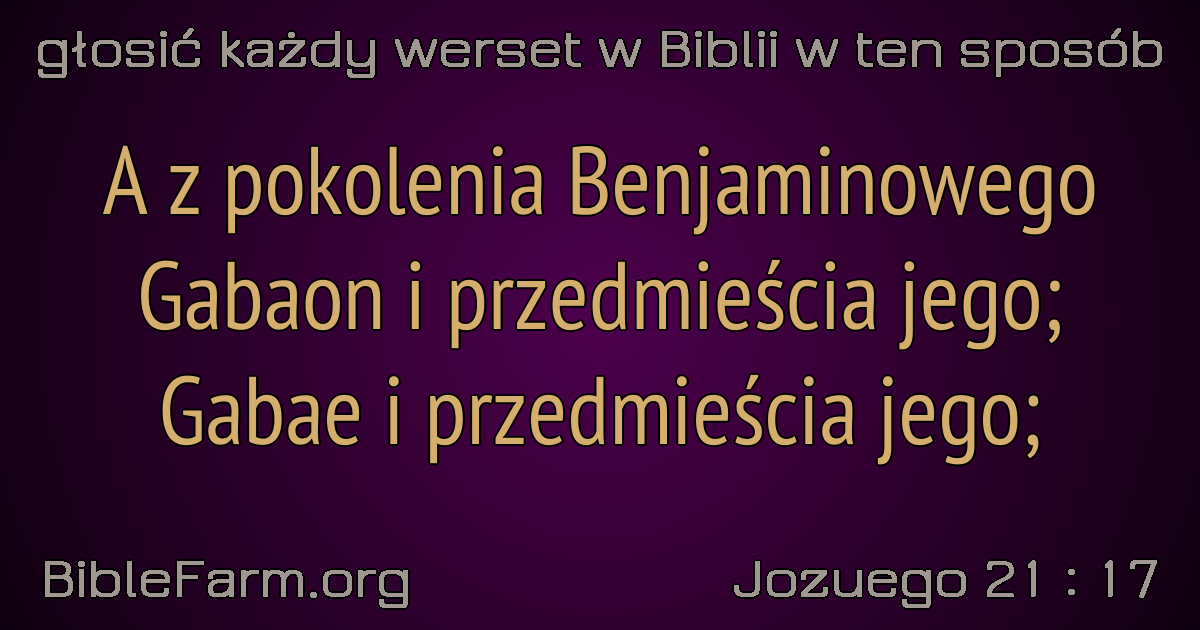 głosić każdy werset w Biblii w ten sposób
A z pokolenia Benjaminowego
Gabaon i przedmieścia jego;
Gabae i przedmieścia jego;
BibleFarm.org
Jozuego 21 : 17